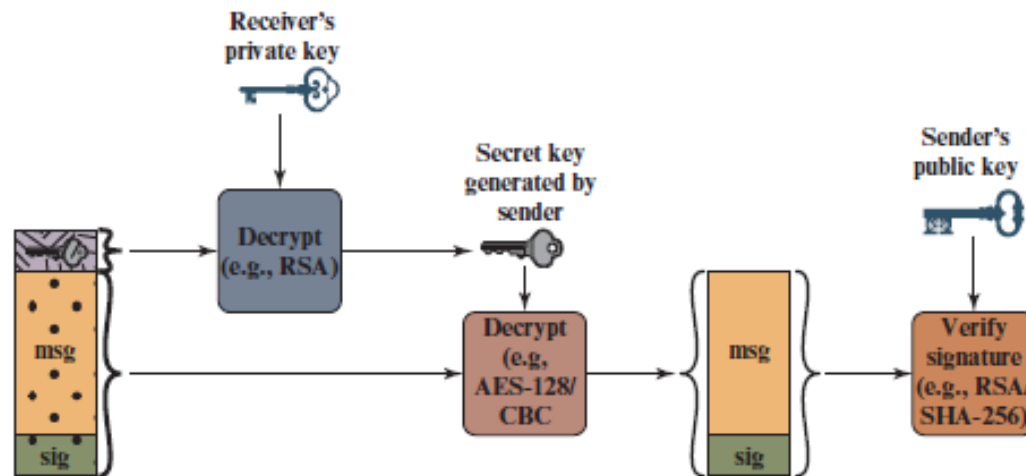 Receiver's
private key
Secret key
generated by
sender
Sender's
public key
Decrypt
(e.g., RSA)
msg
sig
Decrypt
(e.g,
AES-128/
CBC
msg
sig
Verify
signature
(e.g., RSA/
SHA-256)